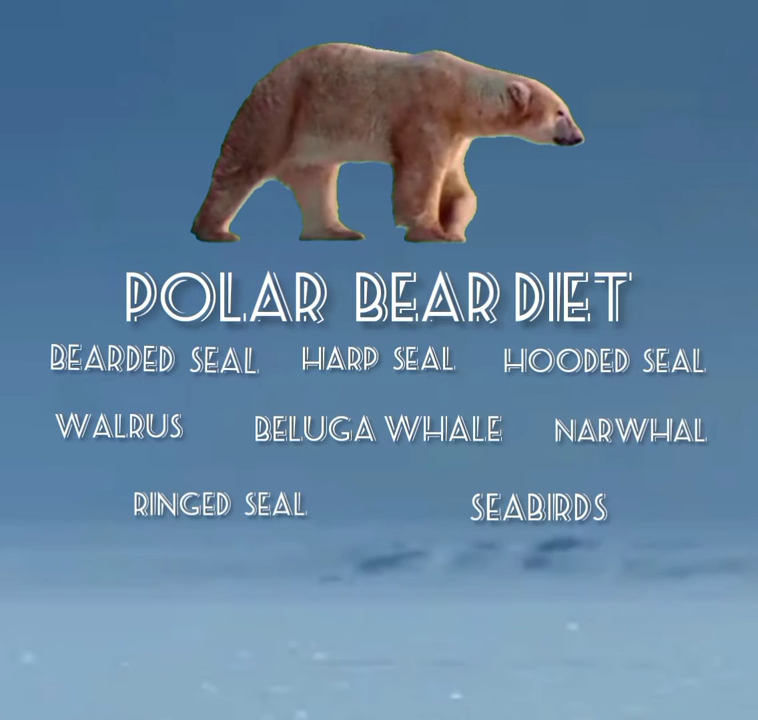 POLAR BEAR DIET
BEARDED SEAL HARP SEAL HOODED SEAL
WALRUS BELUGA WHALE NARWHAL
RINGED SEAL SEABIRDS